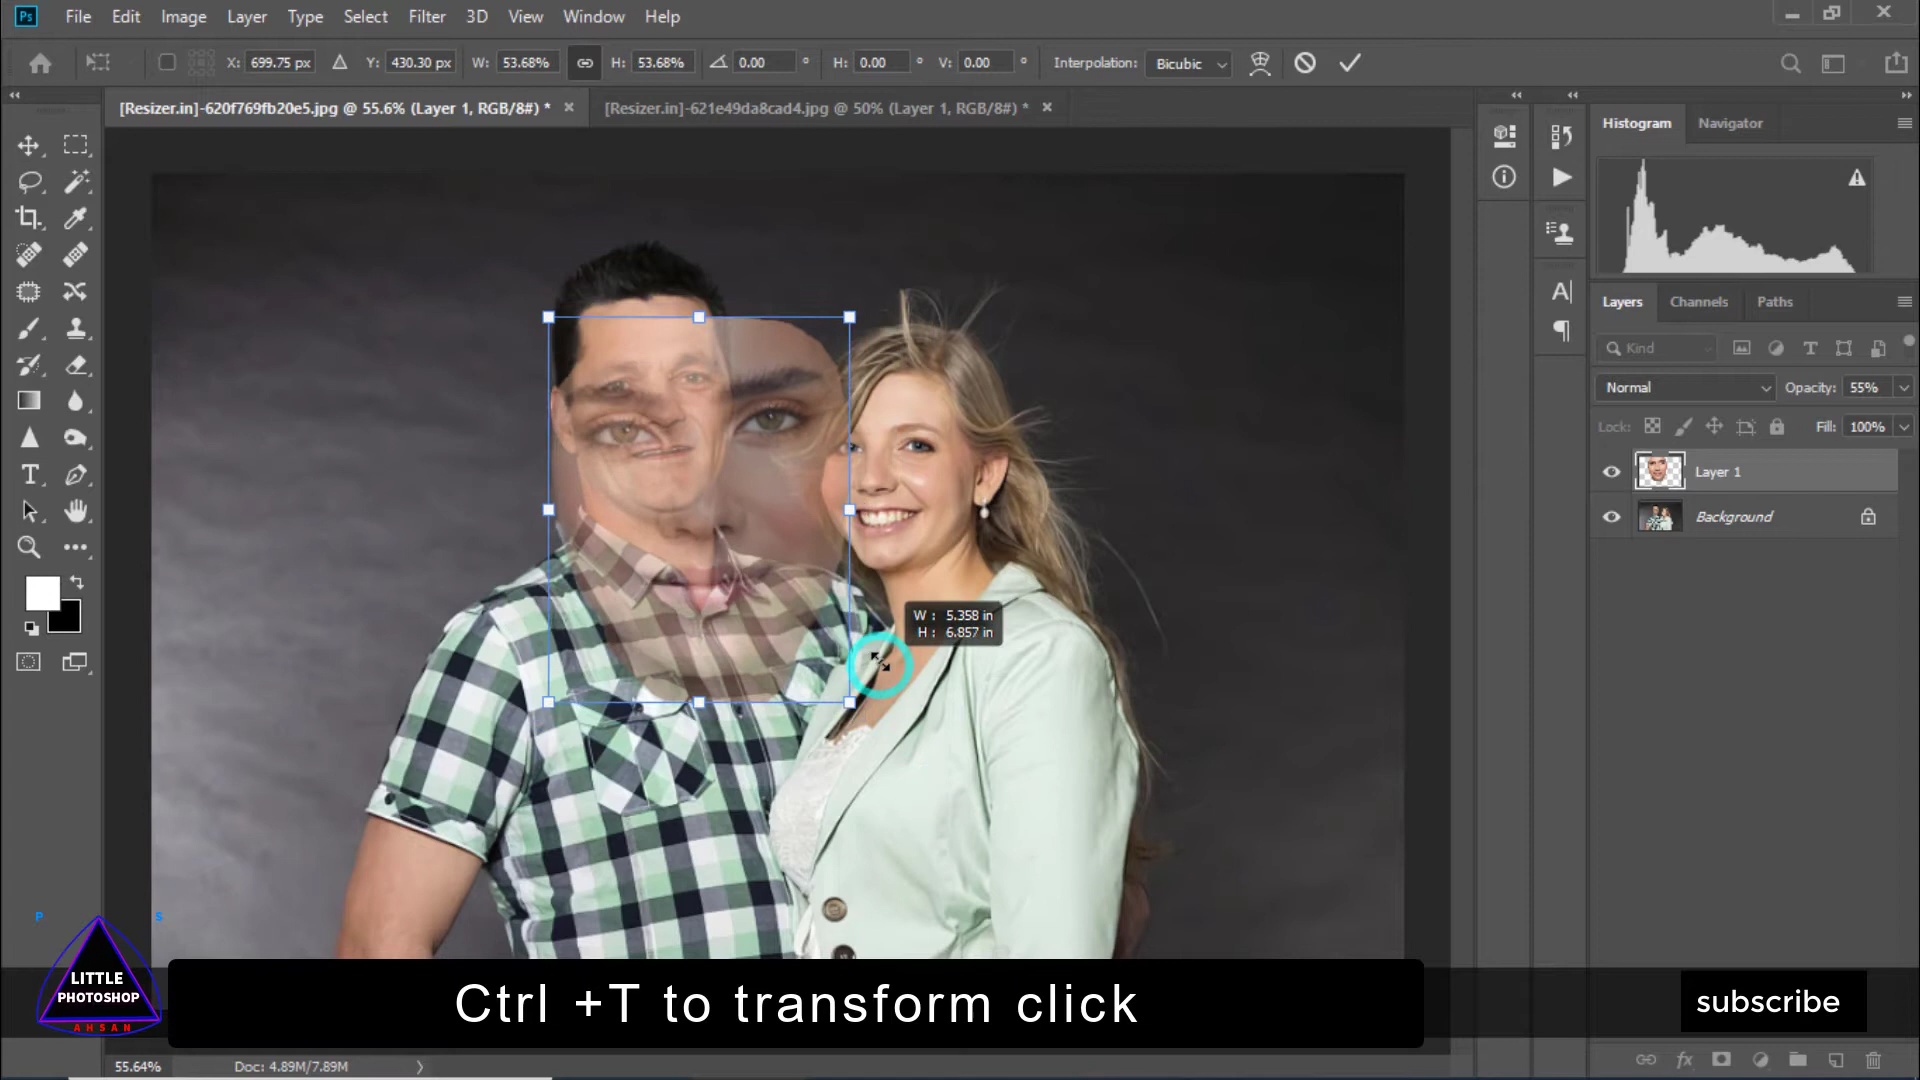 Ps File Edit Image Layer Type Select Filter 3D View Window Help
X: 699.75 px Y: 430.30 px W: 53.68% H: 53.68% 0.00 ° H: 0.00 ° V: 0.00 ° Interpolation: Bicubic
[Resizer.in]-620f769fb20e5.jpg @ 55.6% (Layer 1, RGB/8#) * [Resizer.in]-621e49da8cad4.jpg @ 50% (Layer 1, RGB/8#) *
Histogram Navigator
Layers Channels Paths
Kind
Normal Opacity: 55%
Lock: Fill: 100%
Layer 1
Background
W : 5.358 in
H : 6.857 in
P S
LITTLE
PHOTOSHOP
AHSAN
Ctrl +T to transform click
subscribe
55.64% Doc: 4.89M/7.89M